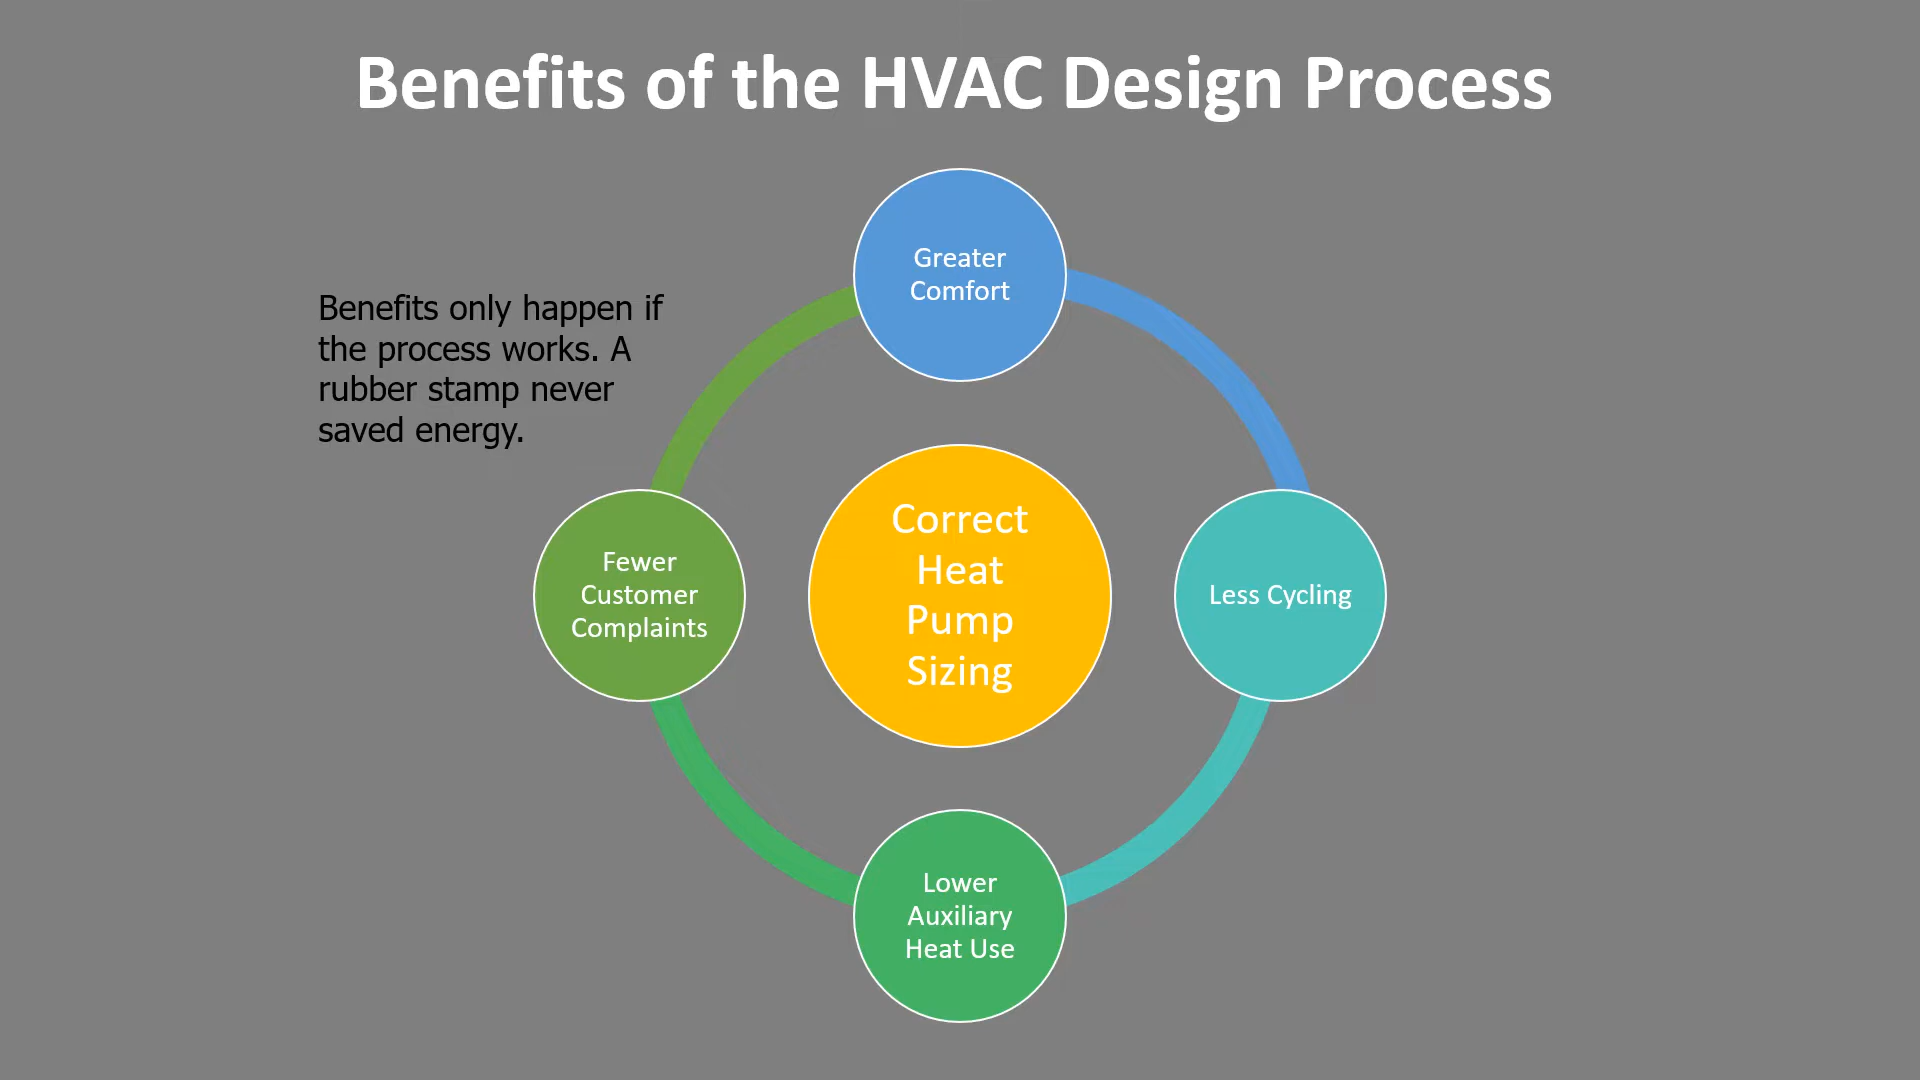 Benefits of the HVAC Design Process
Greater
Comfort
Benefits only happen if
the process works. A
rubber stamp never
saved energy.
Correct
Heat
Pump
Sizing
Fewer
Customer
Complaints
Less Cycling
Lower
Auxiliary
Heat Use